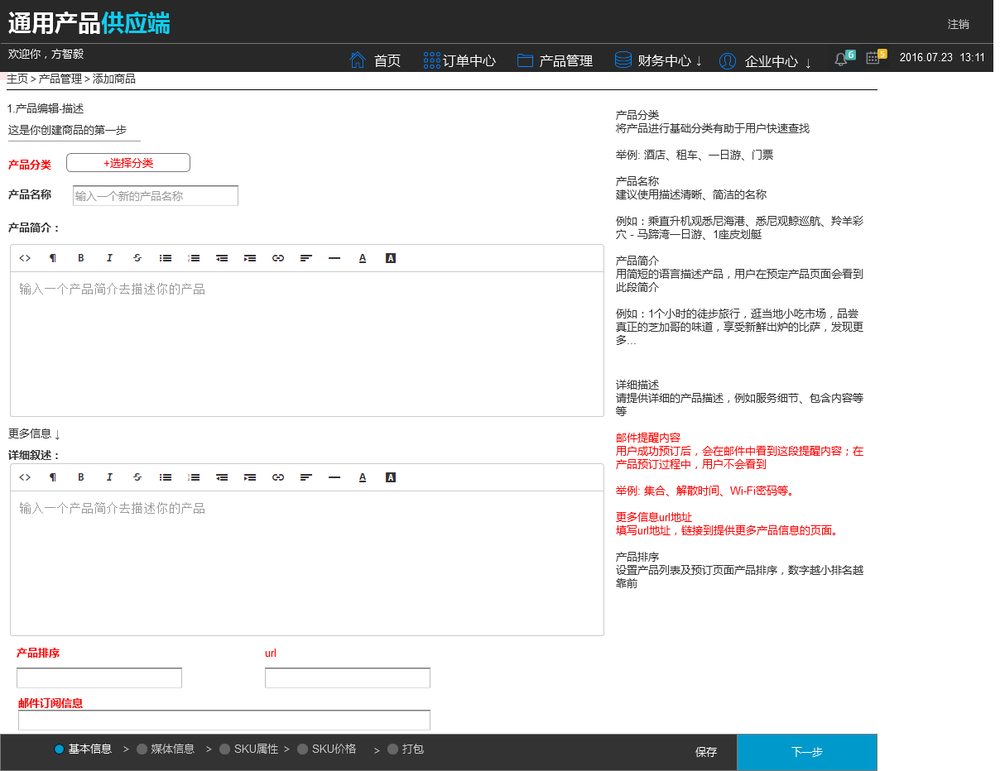 通用产品供应端
注销
欢迎你，方智毅
首页 订单中心 产品管理 财务中心 ↓ 企业中心 ↓ 6 5 2016.07.23 13:11
主页 > 产品管理 > 添加商品
1.产品编辑-描述
这是你创建商品的第一步
产品分类 +选择分类
产品名称 输入一个新的产品名称
产品简介：
<> ¶ B I S A A
输入一个产品简介去描述你的产品
更多信息 ↓
详细叙述：
<> ¶ B I S A A
输入一个产品简介去描述你的产品
产品排序 url
邮件订阅信息
产品分类
将产品进行基础分类有助于用户快速查找
举例: 酒店、租车、一日游、门票
产品名称
建议使用描述清晰、简洁的名称
例如：乘直升机观悉尼海港、悉尼观鲸巡航、羚羊彩
穴 - 马蹄湾一日游、1座皮划艇
产品简介
用简短的语言描述产品，用户在预定产品页面会看到
此段简介
例如：1个小时的徒步旅行，逛当地小吃市场，品尝
真正的芝加哥的味道，享受新鲜出炉的比萨，发现更
多...
详细描述
请提供详细的产品描述，例如服务细节、包含内容等
等
邮件提醒内容
用户成功预订后，会在邮件中看到这段提醒内容；在
产品预订过程中，用户不会看到
举例: 集合、解散时间、Wi-Fi密码等。
更多信息url地址
填写url地址，链接到提供更多产品信息的页面。
产品排序
设置产品列表及预订页面产品排序，数字越小排名越
靠前
基本信息 > 媒体信息 > SKU属性 > SKU价格 > 打包
保存 下一步